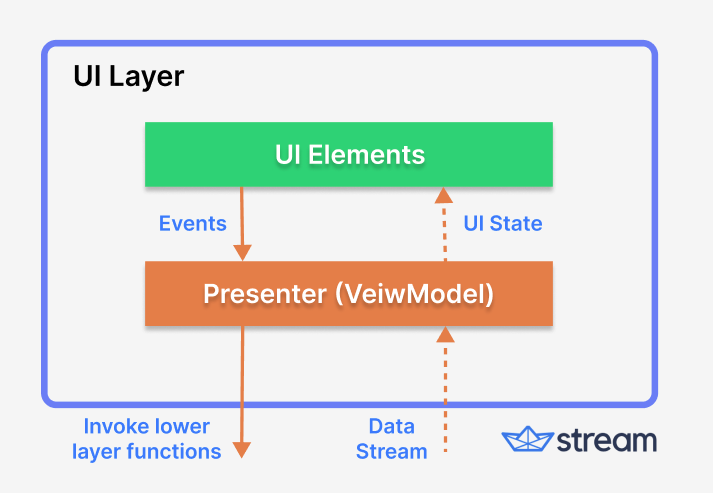 UI Layer
UI Elements
Events
UI State
Presenter (VeiwModel)
Invoke lower
layer functions
Data
Stream
stream